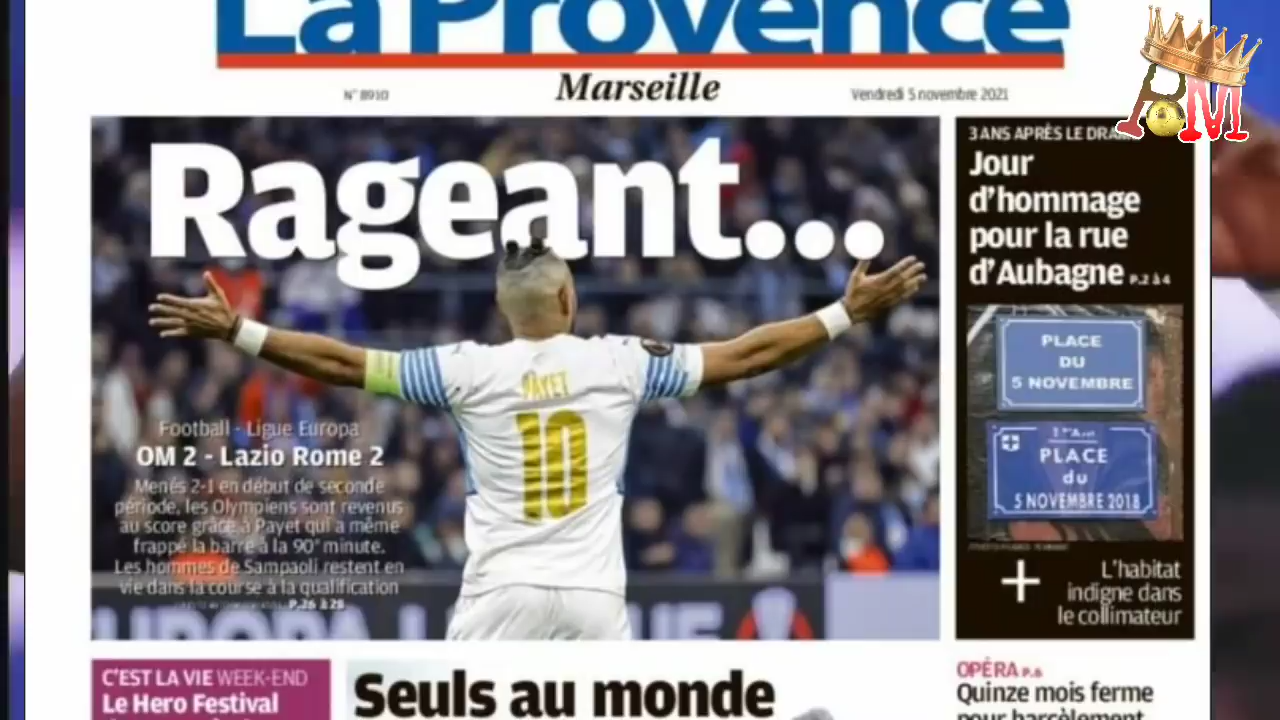 La Provence
Marseille
N° 8910
Vendredi 5 novembre 2021
Rageant...
PAYET
10
Football - Ligue Europa
OM 2 - Lazio Rome 2
Menés 2-1 en début de seconde
période, les Olympiens sont revenus
au score grâce à Payet qui a même
frappé la barre à la 90e minute.
Les hommes de Sampaoli restent en
vie dans la course à la qualification
P.26 à 28
3 ANS APRÈS LE
Jour
d'hommage
pour la rue
d'Aubagne P.2 à 4
PLACE
DU
5 NOVEMBRE
PLACE
du
5 NOVEMBRE 2018
+ L'habitat
indigne dans
le collimateur
C'EST LA VIE WEEK-END
Le Hero Festival
Seuls au monde
OPÉRA P.6
Quinze mois ferme
pour harcèlement